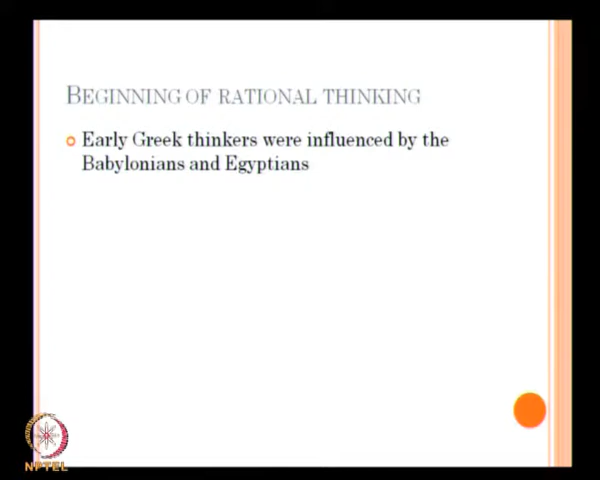 BEGINNING OF RATIONAL THINKING
Early Greek thinkers were influenced by the
Babylonians and Egyptians
NPTEL